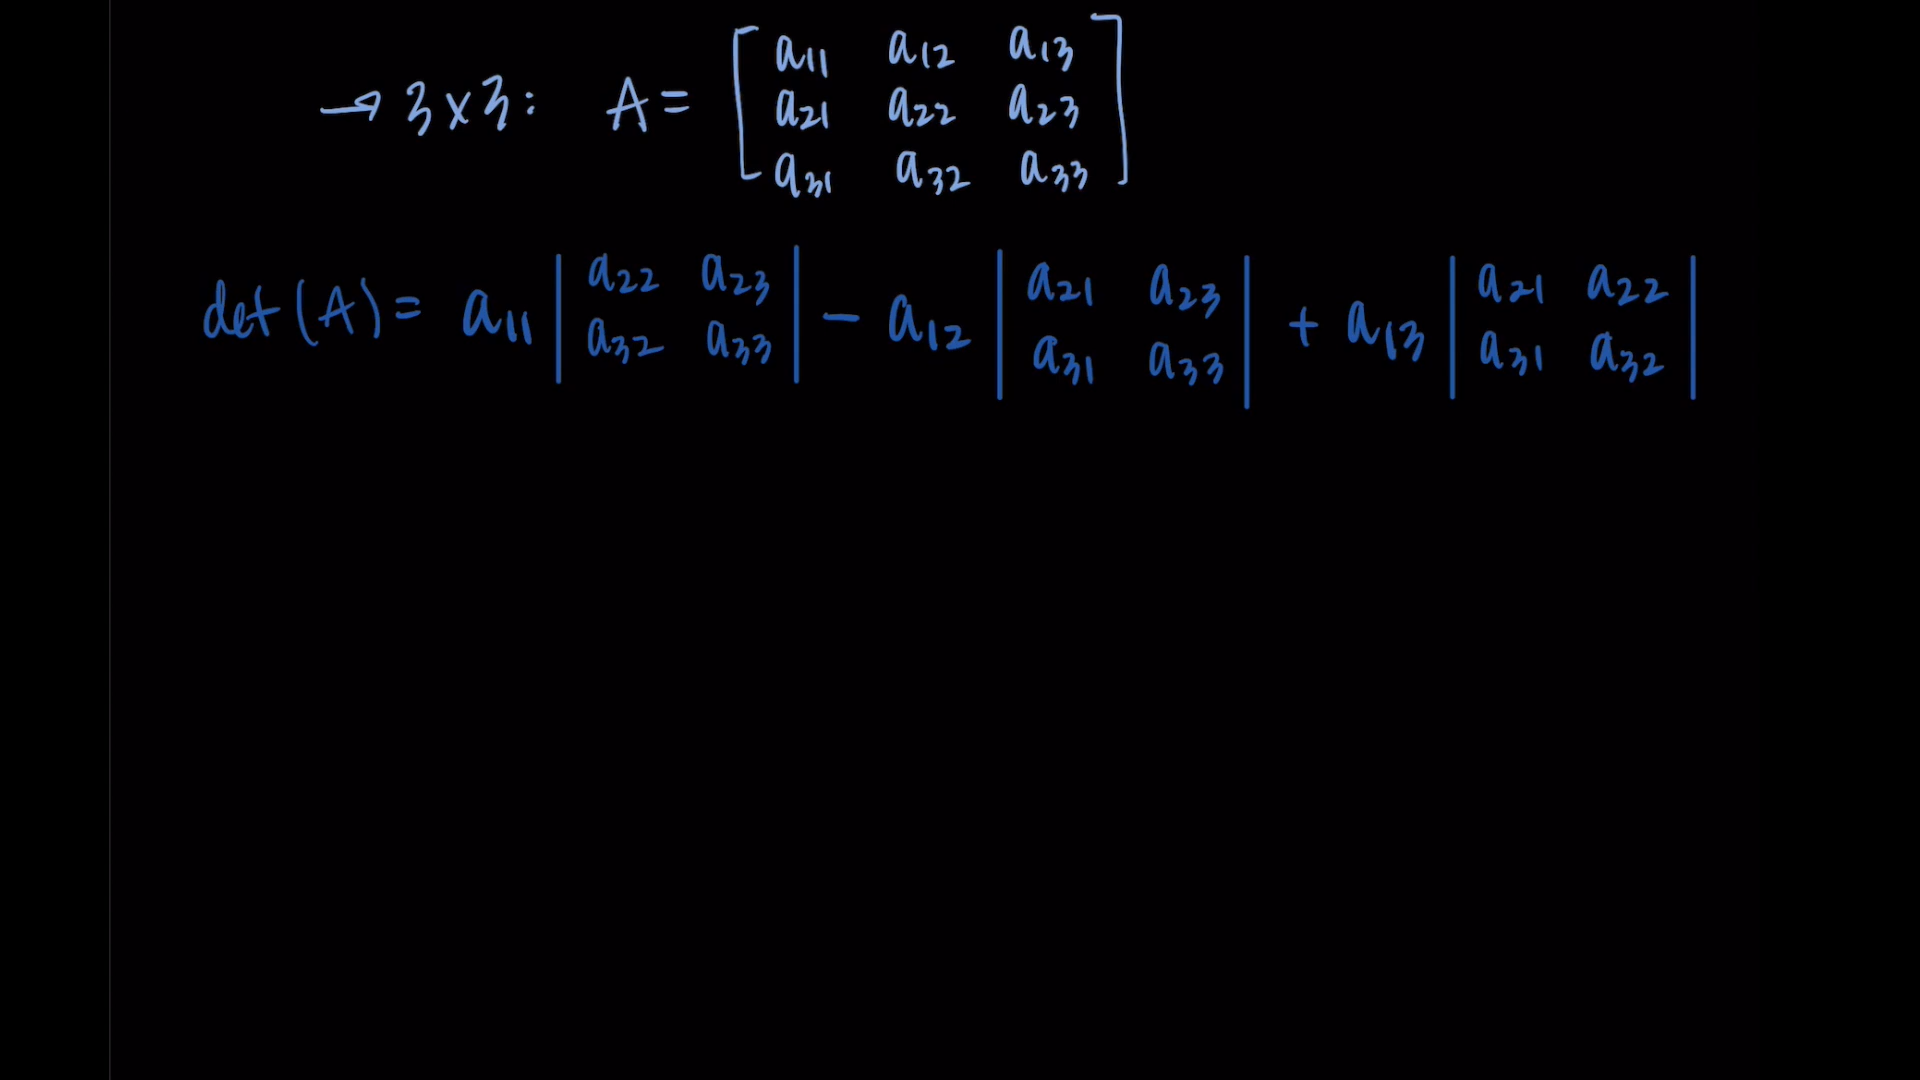 → 3x3: A = [ a11 a12 a13
a21 a22 a23
a31 a32 a33 ]
det(A) = a11 | a22 a23 | - a12 | a21 a23 | + a13 | a21 a22 |
a32 a33 a31 a33 a31 a32